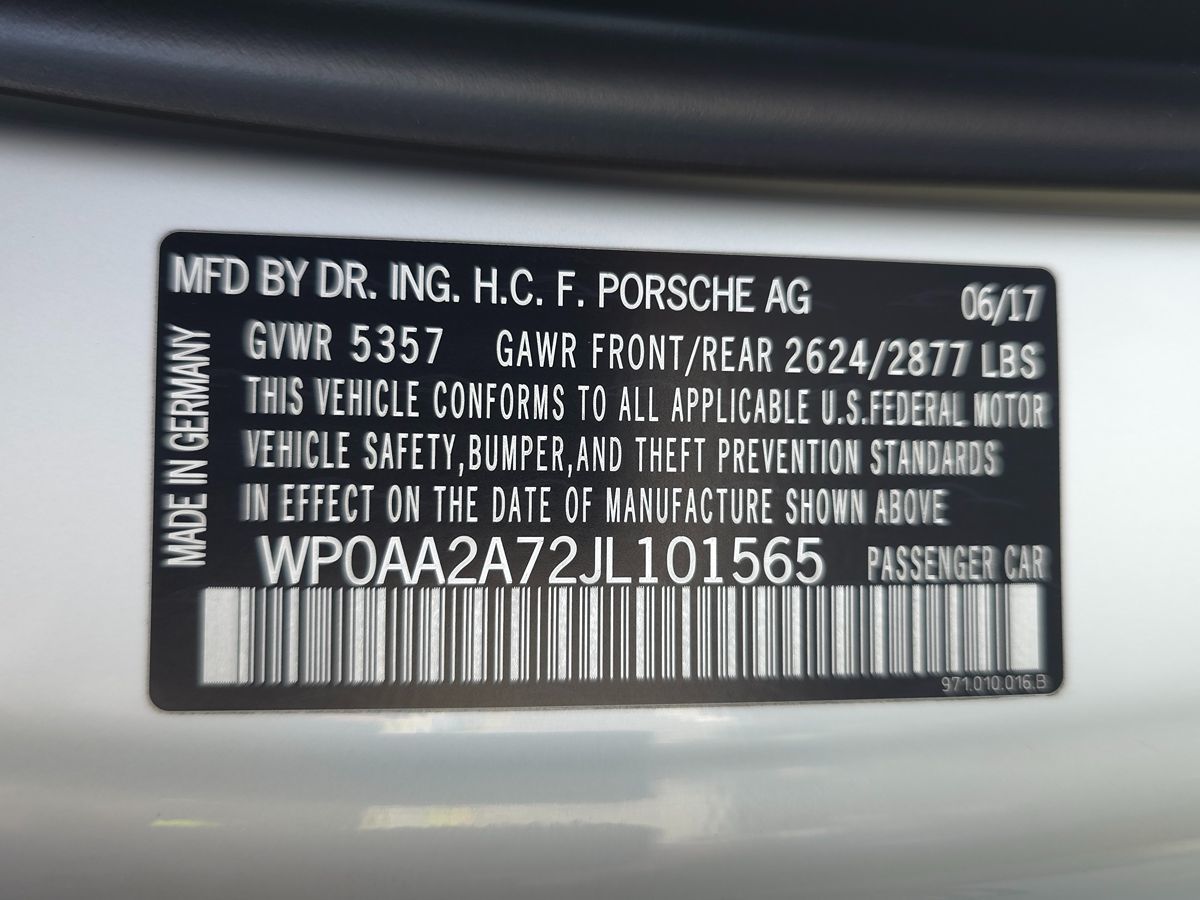 MFD BY DR. ING. H.C. F. PORSCHE AG 06/17
GVWR 5357 GAWR FRONT/REAR 2624/2877 LBS
THIS VEHICLE CONFORMS TO ALL APPLICABLE U.S.FEDERAL MOTOR
VEHICLE SAFETY,BUMPER,AND THEFT PREVENTION STANDARDS
IN EFFECT ON THE DATE OF MANUFACTURE SHOWN ABOVE
WP0AA2A72JL101565 PASSENGER CAR
971.010.016.B
MADE IN GERMANY